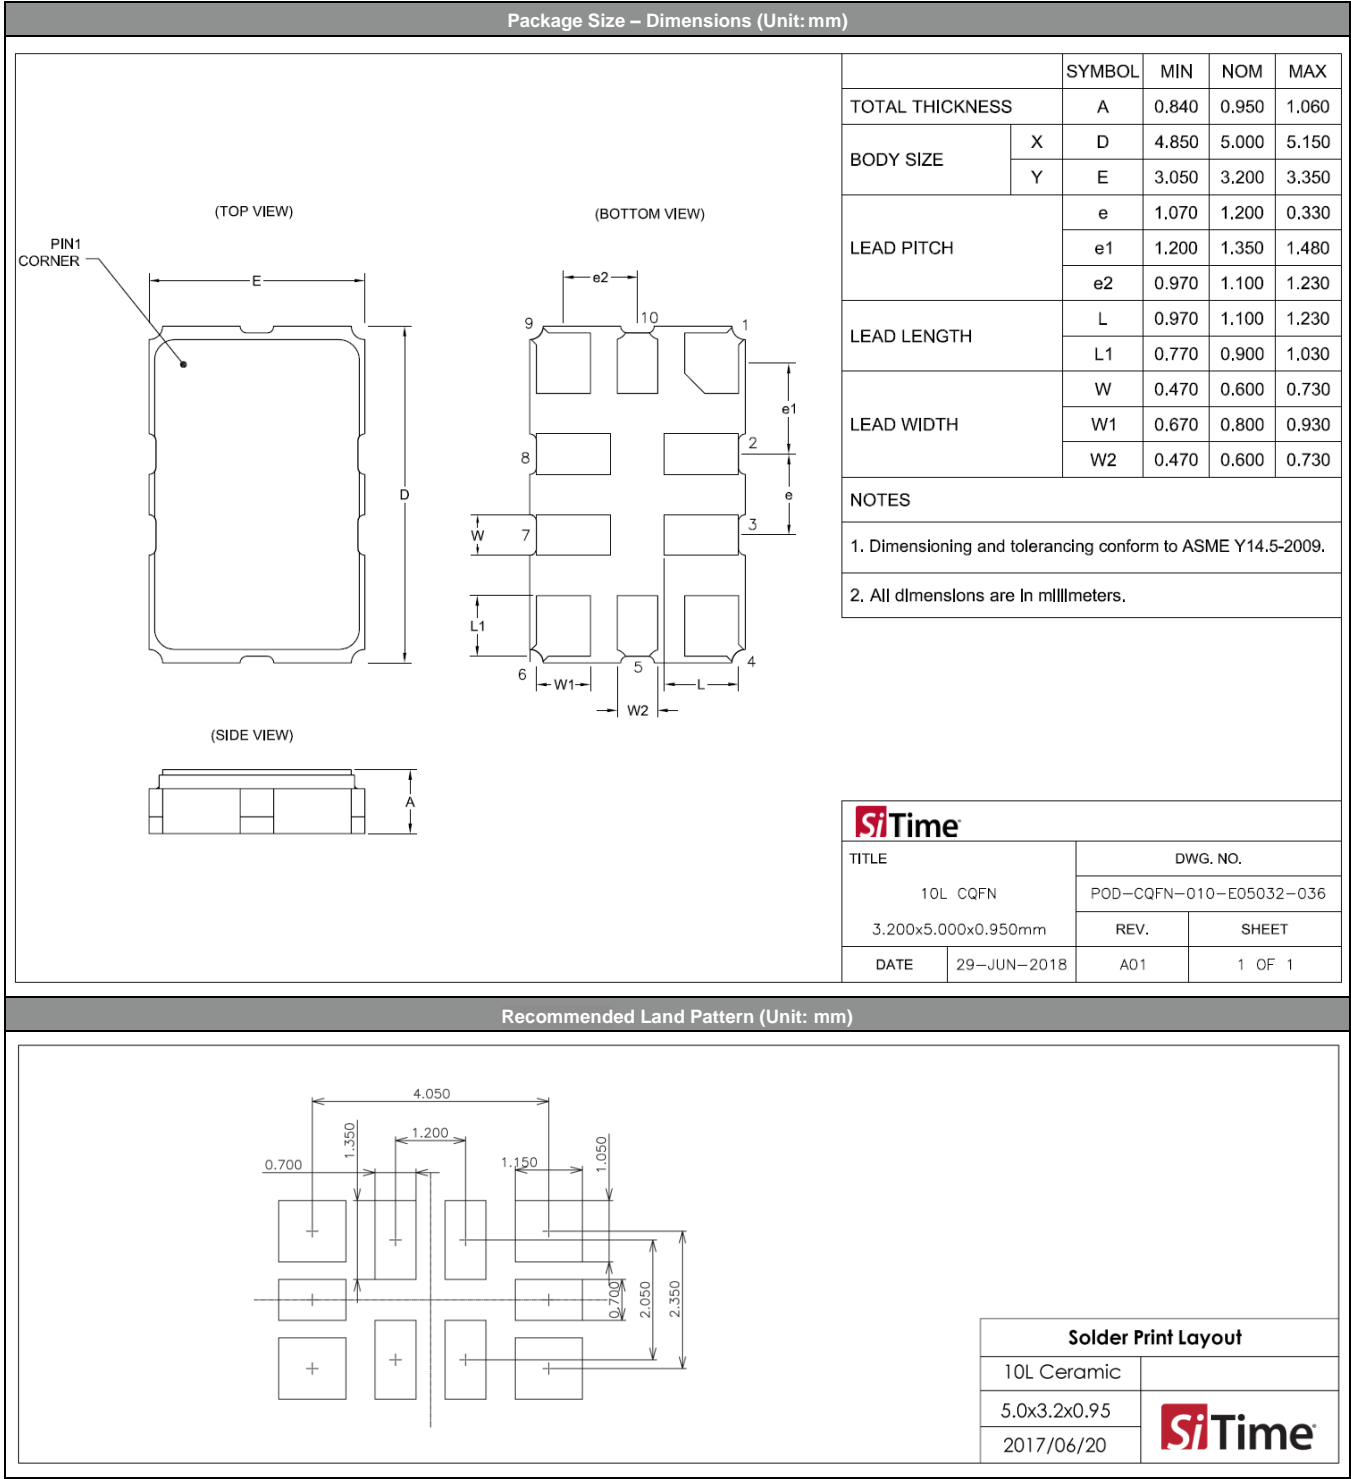 Package Size – Dimensions (Unit: mm)
SYMBOL MIN NOM MAX
TOTAL THICKNESS A 0.840 0.950 1.060
BODY SIZE X D 4.850 5.000 5.150
Y E 3.050 3.200 3.350
LEAD PITCH e 1.070 1.200 0.330
e1 1.200 1.350 1.480
e2 0.970 1.100 1.230
LEAD LENGTH L 0.970 1.100 1.230
L1 0.770 0.900 1.030
LEAD WIDTH W 0.470 0.600 0.730
W1 0.670 0.800 0.930
W2 0.470 0.600 0.730
NOTES
1. Dimensioning and tolerancing conform to ASME Y14.5-2009.
2. All dimensions are in millimeters.
(TOP VIEW)
PIN1
CORNER
E
D
(BOTTOM VIEW)
e2
9 10 1
e1
8 2
e
W 7 3
L1
6 5 4
W1 L
W2
(SIDE VIEW)
A
SiTime
TITLE DWG. NO.
10L CQFN POD-CQFN-010-E05032-036
3.200x5.000x0.950mm REV. SHEET
DATE 29-JUN-2018 A01 1 OF 1
Recommended Land Pattern (Unit: mm)
4.050
1.350
1.200
0.700
1.150
1.050
0.700
2.050
2.350
Solder Print Layout
10L Ceramic
5.0x3.2x0.95
2017/06/20
SiTime